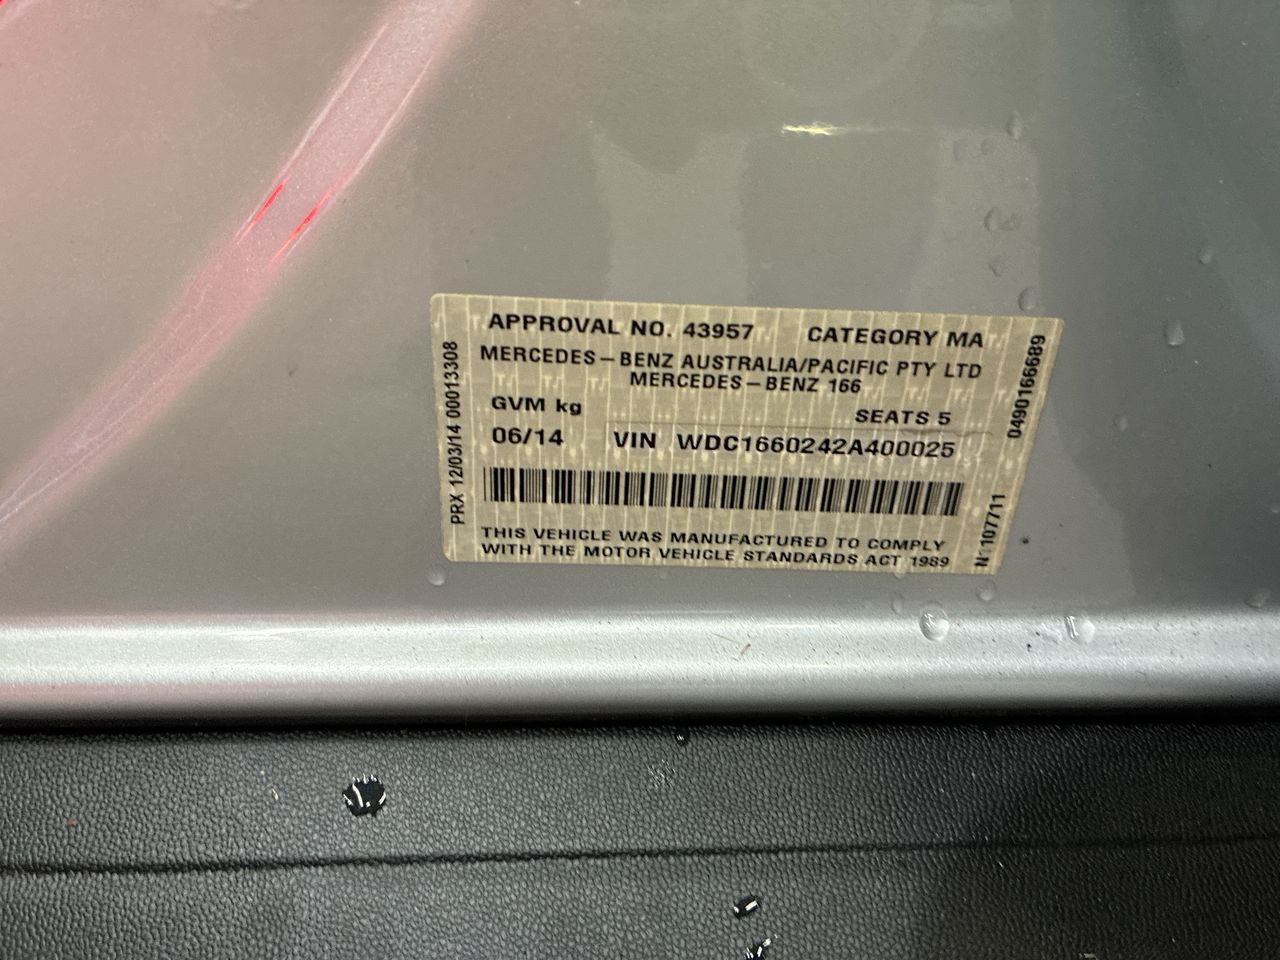 APPROVAL NO. 43957 CATEGORY MA
MERCEDES-BENZ AUSTRALIA/PACIFIC PTY LTD
MERCEDES-BENZ 166
GVM kg SEATS 5
06/14 VIN WDC1660242A400025
THIS VEHICLE WAS MANUFACTURED TO COMPLY
WITH THE MOTOR VEHICLE STANDARDS ACT 1989
PRX 12/03/14 00013308
0490166689
N 107711